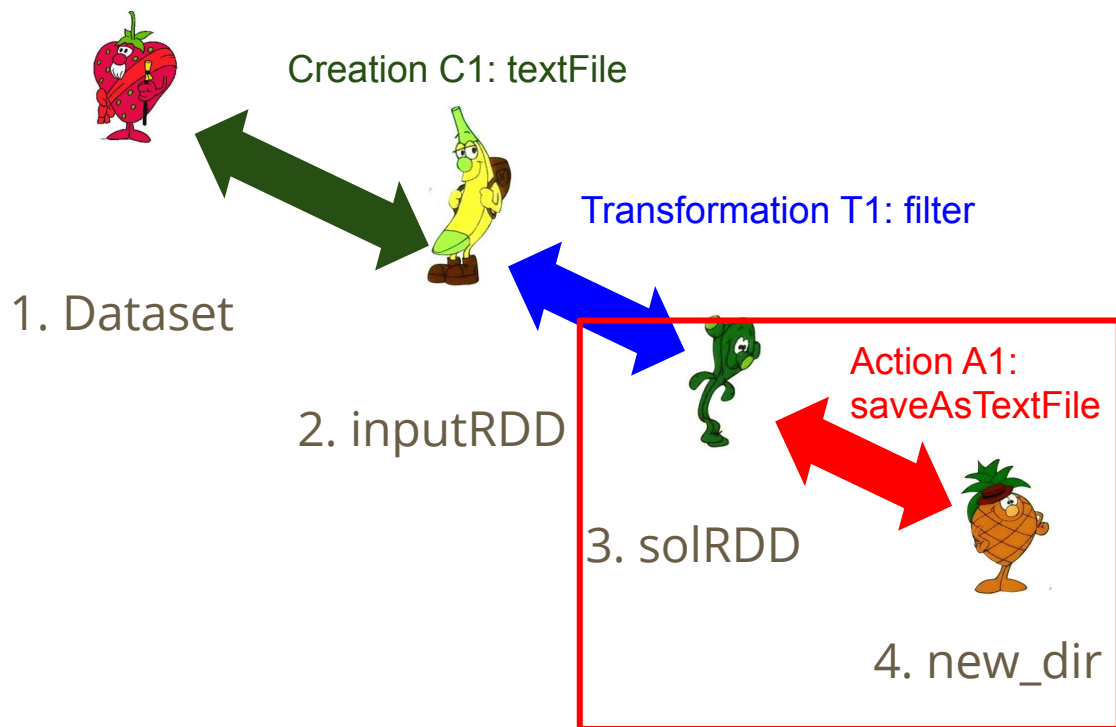 Creation C1: textFile
Transformation T1: filter
1. Dataset
Action A1:
saveAsTextFile
2. inputRDD
3. solRDD
4. new_dir